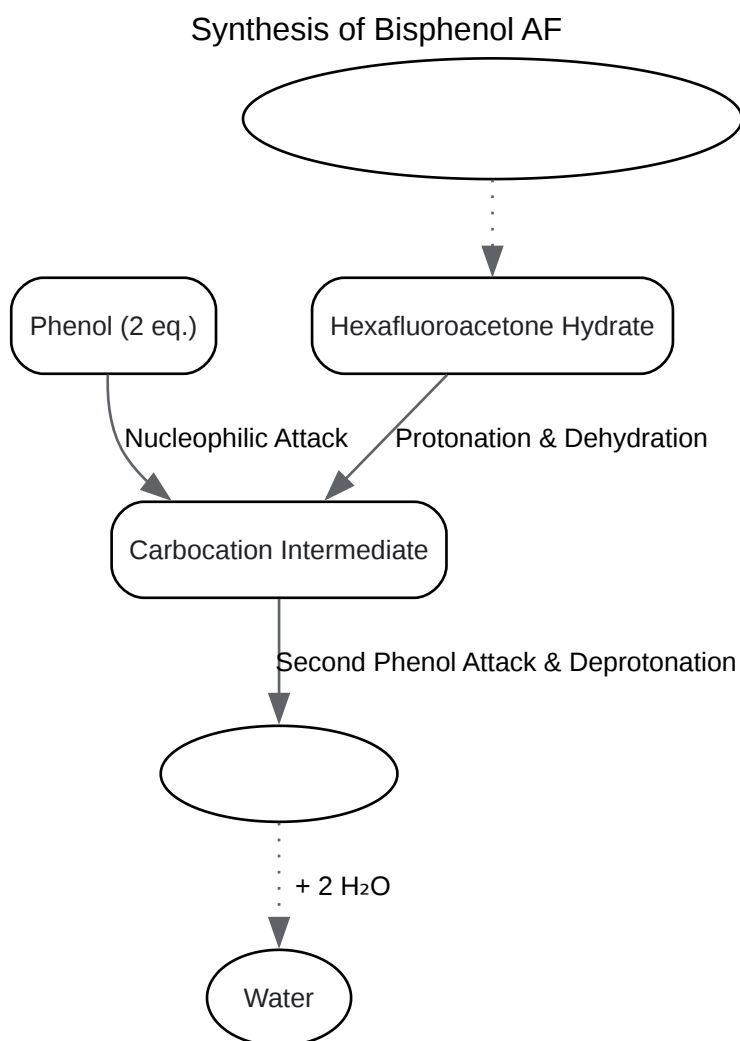 Synthesis of Bisphenol AF
Phenol (2 eq.)
Hexafluoroacetone Hydrate
Nucleophilic Attack
Protonation & Dehydration
Carbocation Intermediate
Second Phenol Attack & Deprotonation
+ 2 H₂O
Water